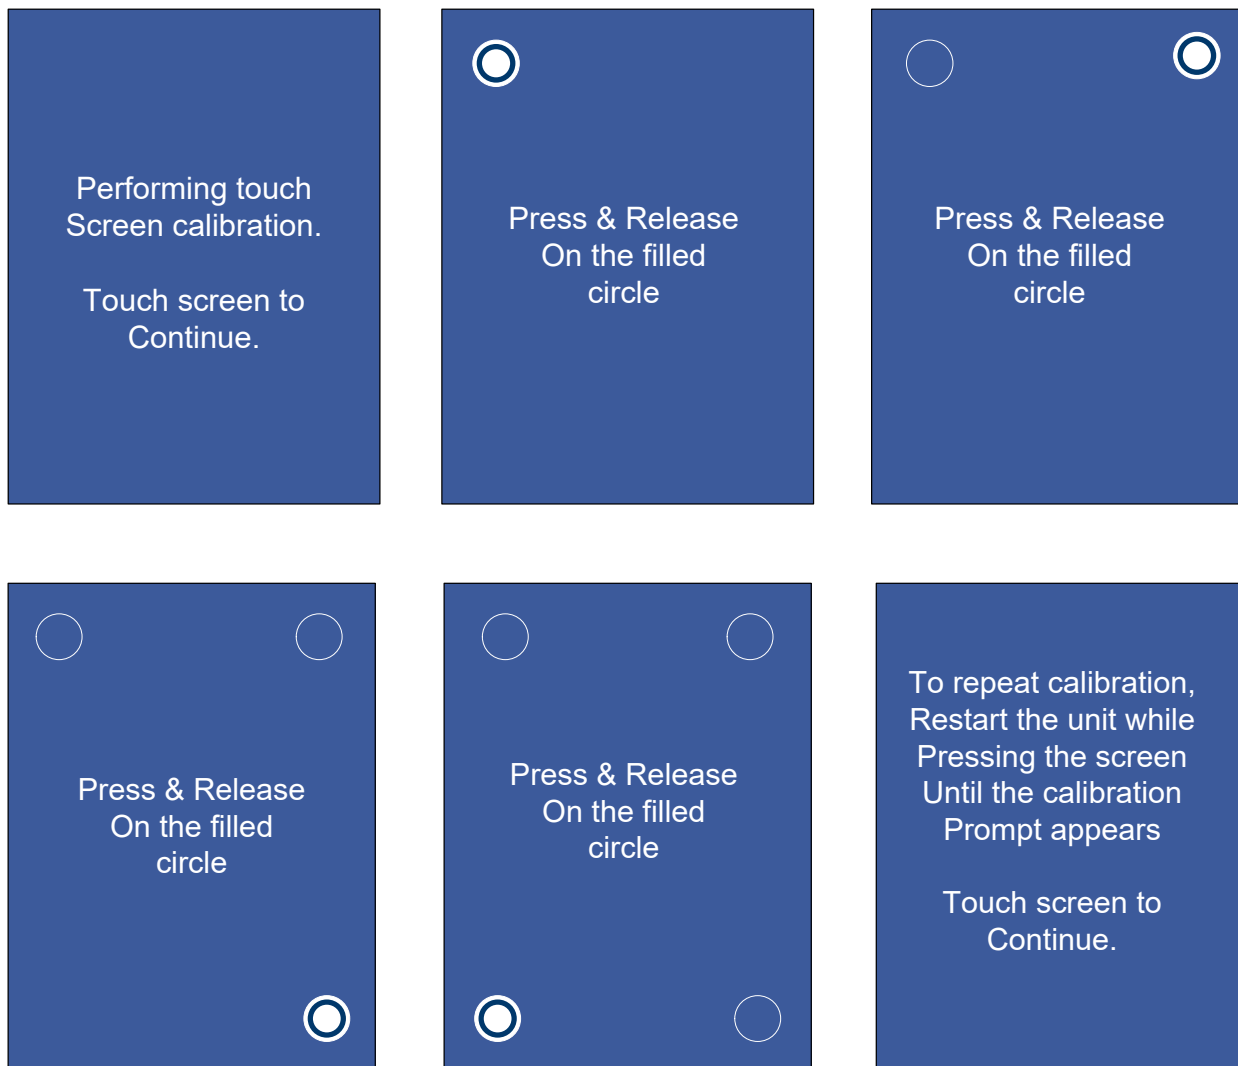 Performing touch
Screen calibration.
Touch screen to
Continue.
Press & Release
On the filled
circle
Press & Release
On the filled
circle
Press & Release
On the filled
circle
Press & Release
On the filled
circle
To repeat calibration,
Restart the unit while
Pressing the screen
Until the calibration
Prompt appears
Touch screen to
Continue.